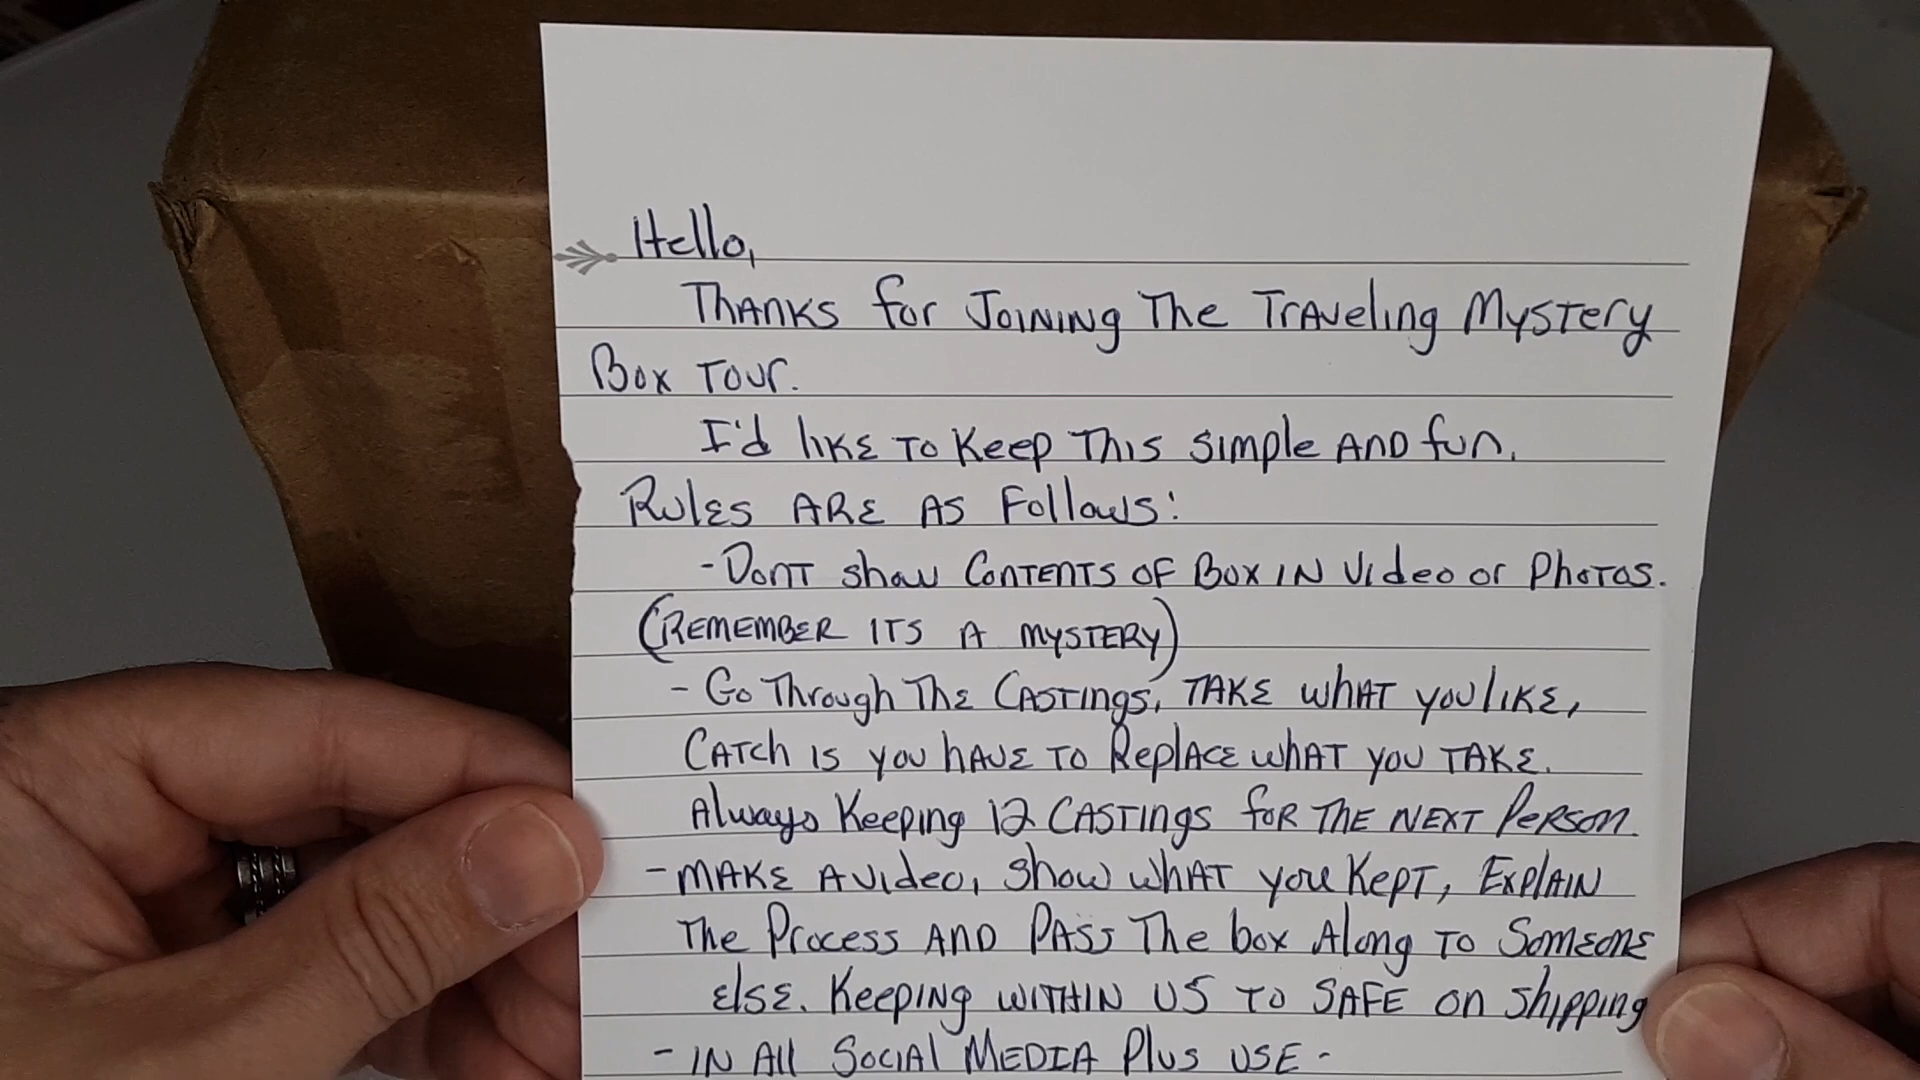 Hello,
Thanks for Joining The Traveling Mystery
Box Tour.
I'd like to Keep This simple AND fun.
Rules are as Follows:
-Dont show Contents of Box in video or Photos.
(Remember its a mystery)
- Go Through The Castings, Take what you like,
Catch is you have to Replace what you Take.
Always Keeping 12 Castings for the next Person.
- Make a video, show what you Kept, Explain
The Process and Pass The box Along to Someone
else. Keeping within US to SAFE on shipping
- In All Social Media Plus use -